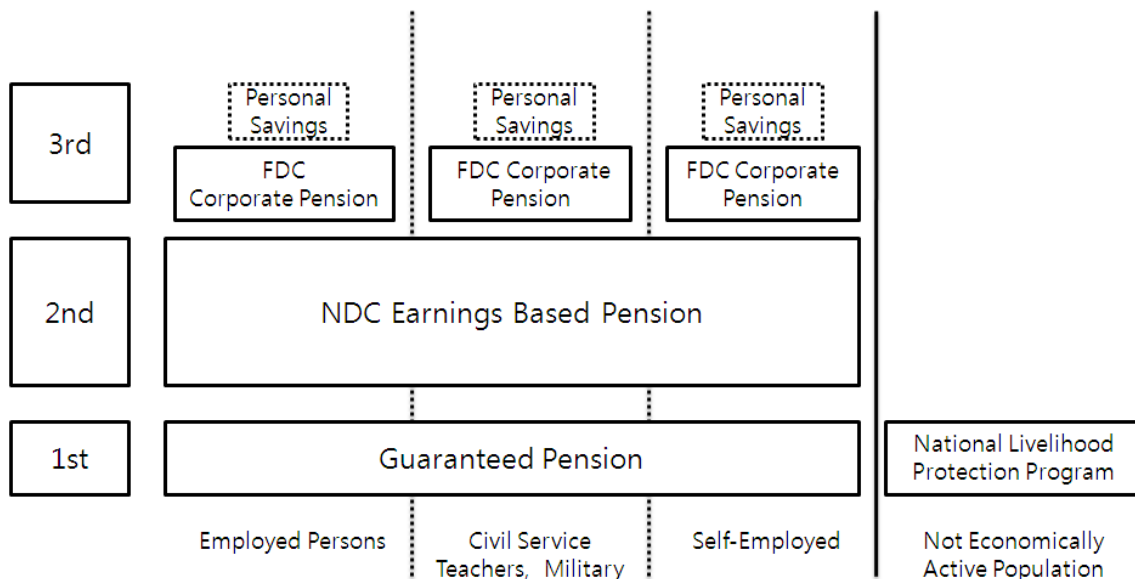 3rd
Personal
Savings
Personal
Savings
Personal
Savings
FDC
Corporate Pension
FDC Corporate
Pension
FDC Corporate
Pension
2nd
NDC Earnings Based Pension
1st
Guaranteed Pension
National Livelihood
Protection Program
Employed Persons
Civil Service
Teachers, Military
Self-Employed
Not Economically
Active Population